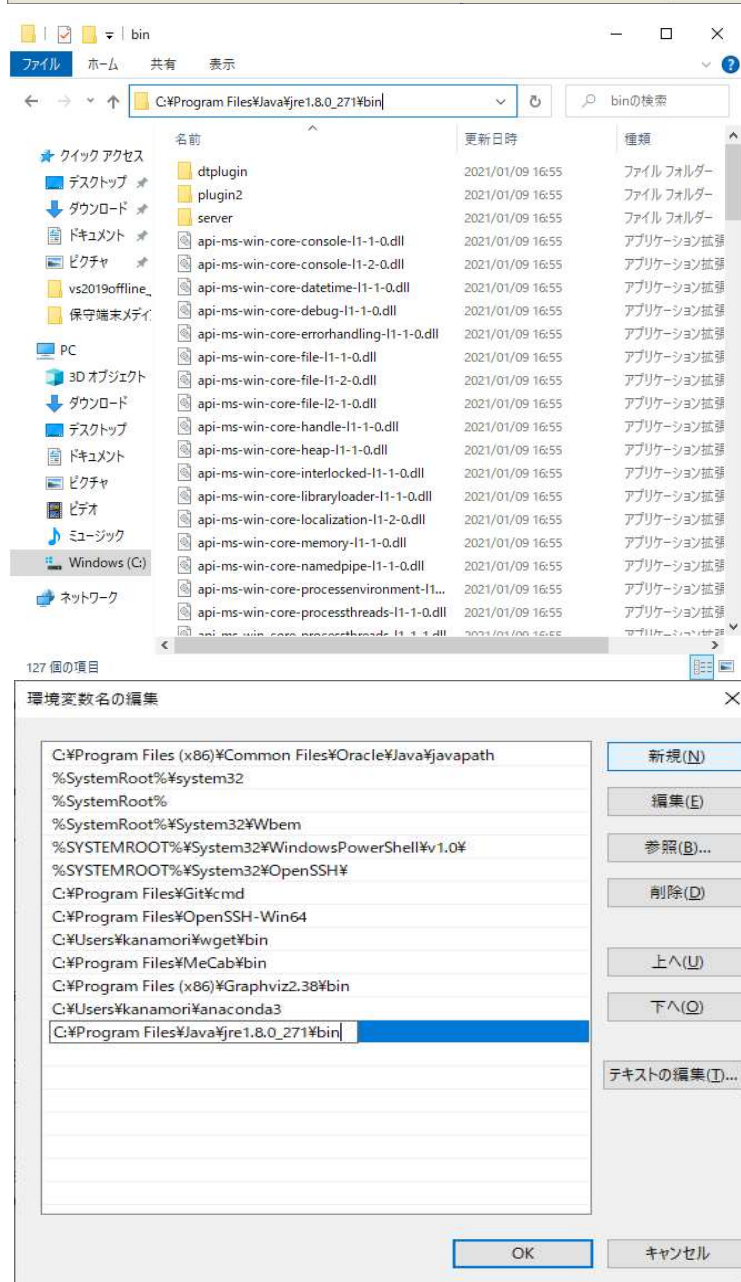 bin
ファイル ホーム 共有 表示
C:¥Program Files¥Java¥jre1.8.0_271¥bin
binの検索
名前 更新日時 種類
クイック アクセス
デスクトップ
ダウンロード
ドキュメント
ピクチャ
vs2019offline_
保守端末メディ
PC
3D オブジェクト
ダウンロード
デスクトップ
ドキュメント
ピクチャ
ビデオ
ミュージック
Windows (C:)
ネットワーク
dtplugin 2021/01/09 16:55 ファイル フォルダー
plugin2 2021/01/09 16:55 ファイル フォルダー
server 2021/01/09 16:55 ファイル フォルダー
api-ms-win-core-console-l1-1-0.dll 2021/01/09 16:55 アプリケーション拡張
api-ms-win-core-console-l1-2-0.dll 2021/01/09 16:55 アプリケーション拡張
api-ms-win-core-datetime-l1-1-0.dll 2021/01/09 16:55 アプリケーション拡張
api-ms-win-core-debug-l1-1-0.dll 2021/01/09 16:55 アプリケーション拡張
api-ms-win-core-errorhandling-l1-1-0.dll 2021/01/09 16:55 アプリケーション拡張
api-ms-win-core-file-l1-1-0.dll 2021/01/09 16:55 アプリケーション拡張
api-ms-win-core-file-l1-2-0.dll 2021/01/09 16:55 アプリケーション拡張
api-ms-win-core-file-l2-1-0.dll 2021/01/09 16:55 アプリケーション拡張
api-ms-win-core-handle-l1-1-0.dll 2021/01/09 16:55 アプリケーション拡張
api-ms-win-core-heap-l1-1-0.dll 2021/01/09 16:55 アプリケーション拡張
api-ms-win-core-interlocked-l1-1-0.dll 2021/01/09 16:55 アプリケーション拡張
api-ms-win-core-libraryloader-l1-1-0.dll 2021/01/09 16:55 アプリケーション拡張
api-ms-win-core-localization-l1-2-0.dll 2021/01/09 16:55 アプリケーション拡張
api-ms-win-core-memory-l1-1-0.dll 2021/01/09 16:55 アプリケーション拡張
api-ms-win-core-namedpipe-l1-1-0.dll 2021/01/09 16:55 アプリケーション拡張
api-ms-win-core-processenvironment-l1... 2021/01/09 16:55 アプリケーション拡張
api-ms-win-core-processthreads-l1-1-0.dll 2021/01/09 16:55 アプリケーション拡張
api-ms-win-core-processthreads-l1-1-1.dll 2021/01/09 16:55 アプリケーション拡張
127 個の項目
環境変数名の編集
C:¥Program Files (x86)¥Common Files¥Oracle¥Java¥javapath
%SystemRoot%¥system32
%SystemRoot%
%SystemRoot%¥System32¥Wbem
%SYSTEMROOT%¥System32¥WindowsPowerShell¥v1.0¥
%SYSTEMROOT%¥System32¥OpenSSH¥
C:¥Program Files¥Git¥cmd
C:¥Program Files¥OpenSSH-Win64
C:¥Users¥kanamori¥wget¥bin
C:¥Program Files¥MeCab¥bin
C:¥Program Files (x86)¥Graphviz2.38¥bin
C:¥Users¥kanamori¥anaconda3
C:¥Program Files¥Java¥jre1.8.0_271¥bin
新規(N)
編集(E)
参照(B)...
削除(D)
上へ(U)
下へ(O)
テキストの編集(T)...
OK
キャンセル